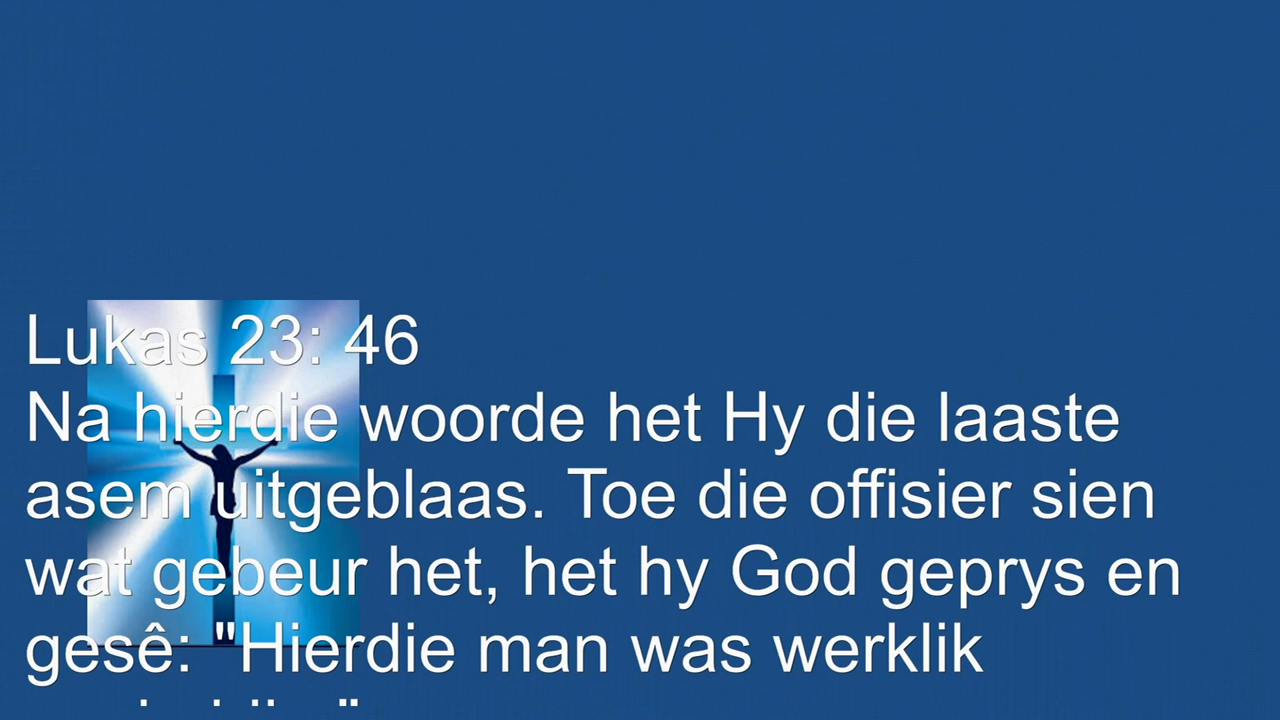 Lukas 23: 46
Na hierdie woorde het Hy die laaste
asem uitgeblaas. Toe die offisier sien
wat gebeur het, het hy God geprys en
gesê: "Hierdie man was werklik